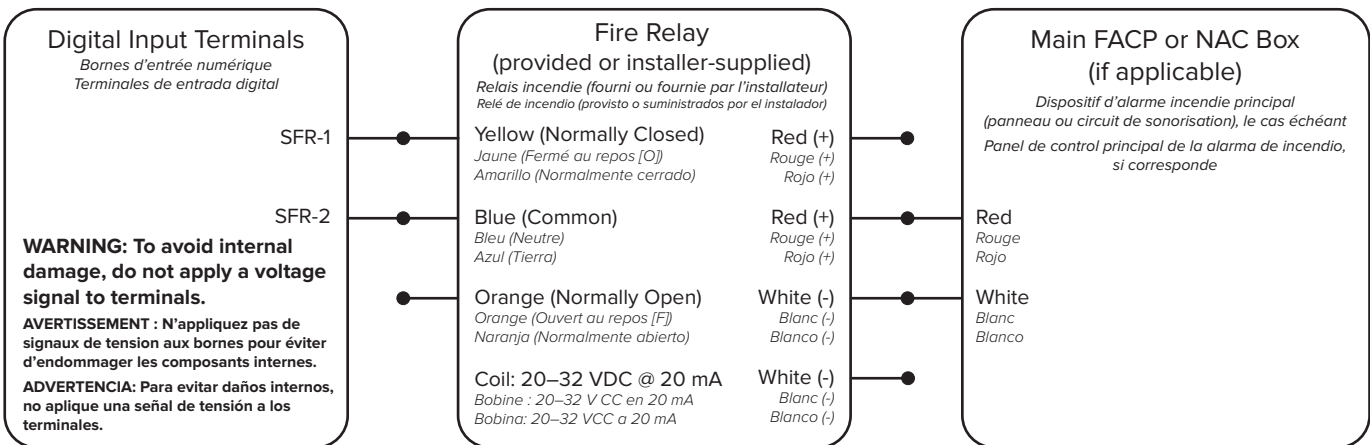 Digital Input Terminals
Bornes d'entrée numérique
Terminales de entrada digital
SFR-1
SFR-2
WARNING: To avoid internal
damage, do not apply a voltage
signal to terminals.
AVERTISSEMENT : N'appliquez pas de
signaux de tension aux bornes pour éviter
d'endommager les composants internes.
ADVERTENCIA: Para evitar daños internos,
no aplique una señal de tensión a los
terminales.
Fire Relay
(provided or installer-supplied)
Relais incendie (fourni ou fournie par l'installateur)
Relé de incendio (provisto o suministrados por el instalador)
Yellow (Normally Closed)
Jaune (Fermé au repos [O])
Amarillo (Normalmente cerrado)
Red (+)
Rouge (+)
Rojo (+)
Blue (Common)
Bleu (Neutre)
Azul (Tierra)
Red (+)
Rouge (+)
Rojo (+)
Orange (Normally Open)
Orange (Ouvert au repos [F])
Naranja (Normalmente abierto)
White (-)
Blanc (-)
Blanco (-)
Coil: 20–32 VDC @ 20 mA
Bobine : 20–32 V CC en 20 mA
Bobina: 20–32 VCC a 20 mA
White (-)
Blanc (-)
Blanco (-)
Main FACP or NAC Box
(if applicable)
Dispositif d'alarme incendie principal
(panneau ou circuit de sonorisation), le cas échéant
Panel de control principal de la alarma de incendio,
si corresponde
Red
Rouge
Rojo
White
Blanc
Blanco